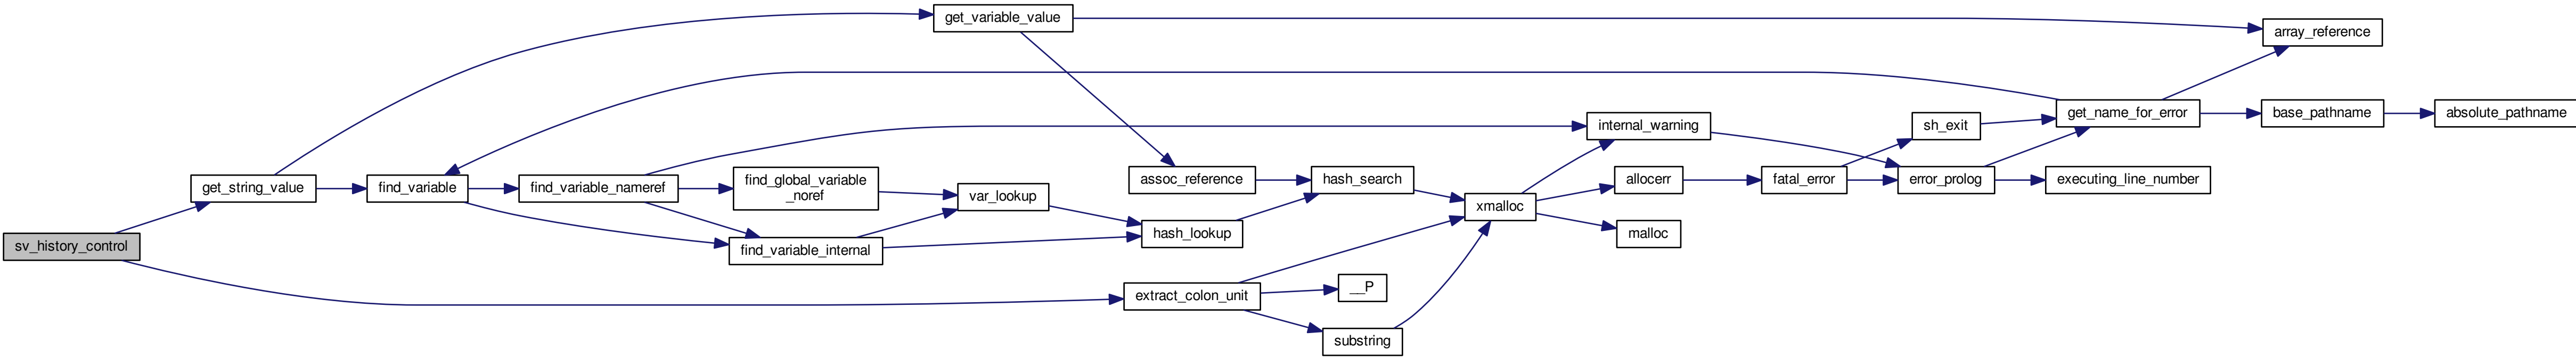 get_variable_value
array_reference
get_name_for_error
base_pathname
absolute_pathname
internal_warning
sh_exit
get_string_value
find_variable
find_variable_nameref
find_global_variable
_noref
assoc_reference
hash_search
allocerr
fatal_error
error_prolog
executing_line_number
var_lookup
xmalloc
sv_history_control
find_variable_internal
hash_lookup
malloc
extract_colon_unit
__P
substring